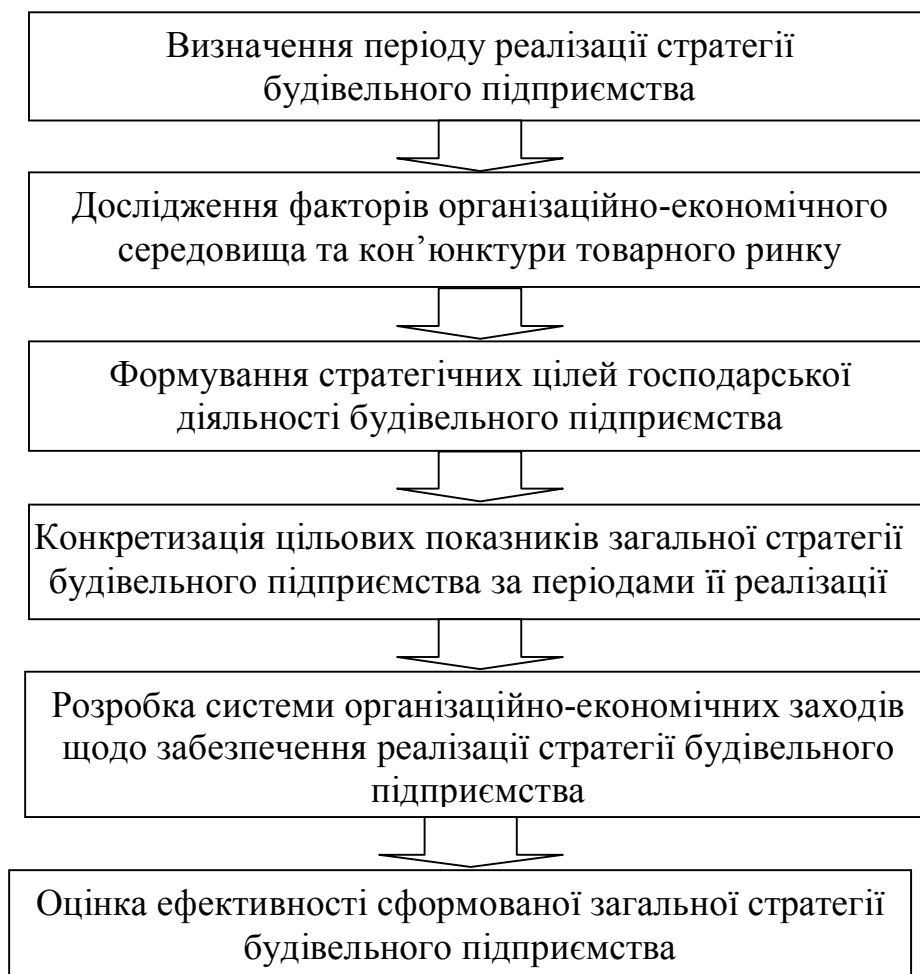 Визначення періоду реалізації стратегії
будівельного підприємства
Дослідження факторів організаційно-економічного
середовища та кон’юнктури товарного ринку
Формування стратегічних цілей господарської
діяльності будівельного підприємства
Конкретизація цільових показників загальної стратегії
будівельного підприємства за періодами її реалізації
Розробка системи організаційно-економічних заходів
щодо забезпечення реалізації стратегії будівельного
підприємства
Оцінка ефективності сформованої загальної стратегії
будівельного підприємства